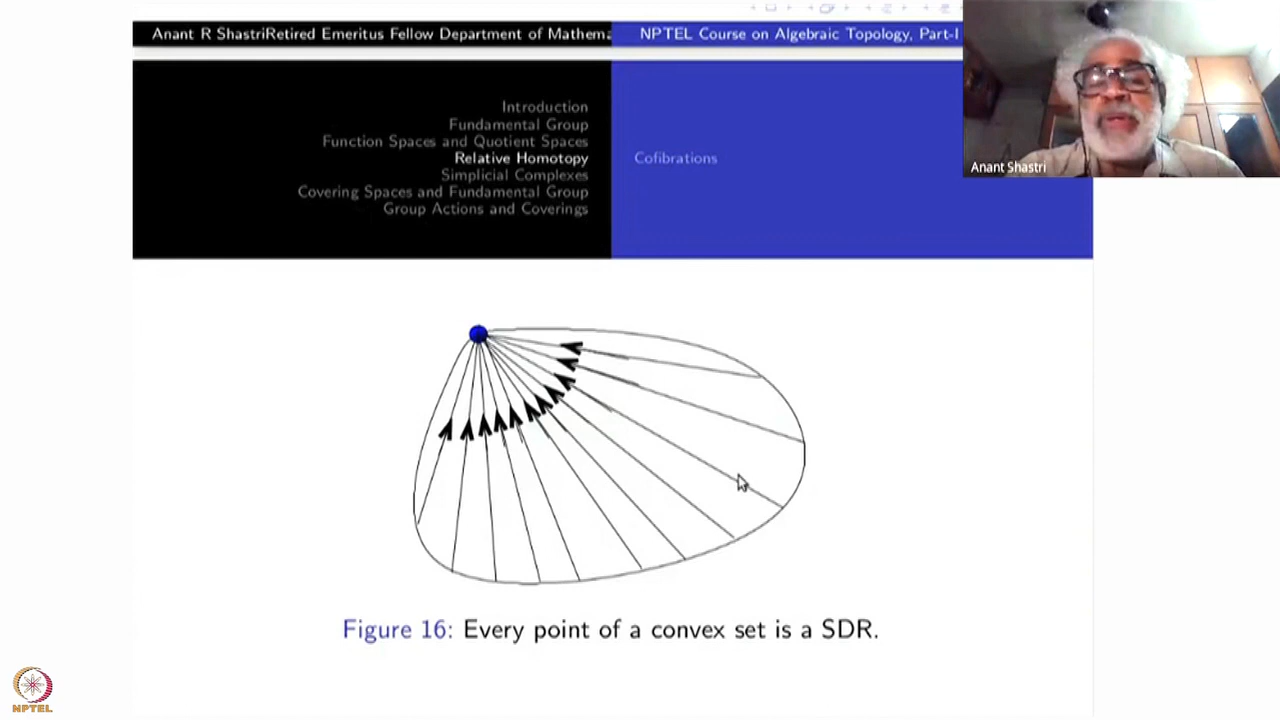 Anant R ShastriRetired Emeritus Fellow Department of Mathema
NPTEL Course on Algebraic Topology, Part-I
Introduction
Fundamental Group
Function Spaces and Quotient Spaces
Relative Homotopy
Simplicial Complexes
Covering Spaces and Fundamental Group
Group Actions and Coverings
Cofibrations
Anant Shastri
Figure 16: Every point of a convex set is a SDR.
NPTEL